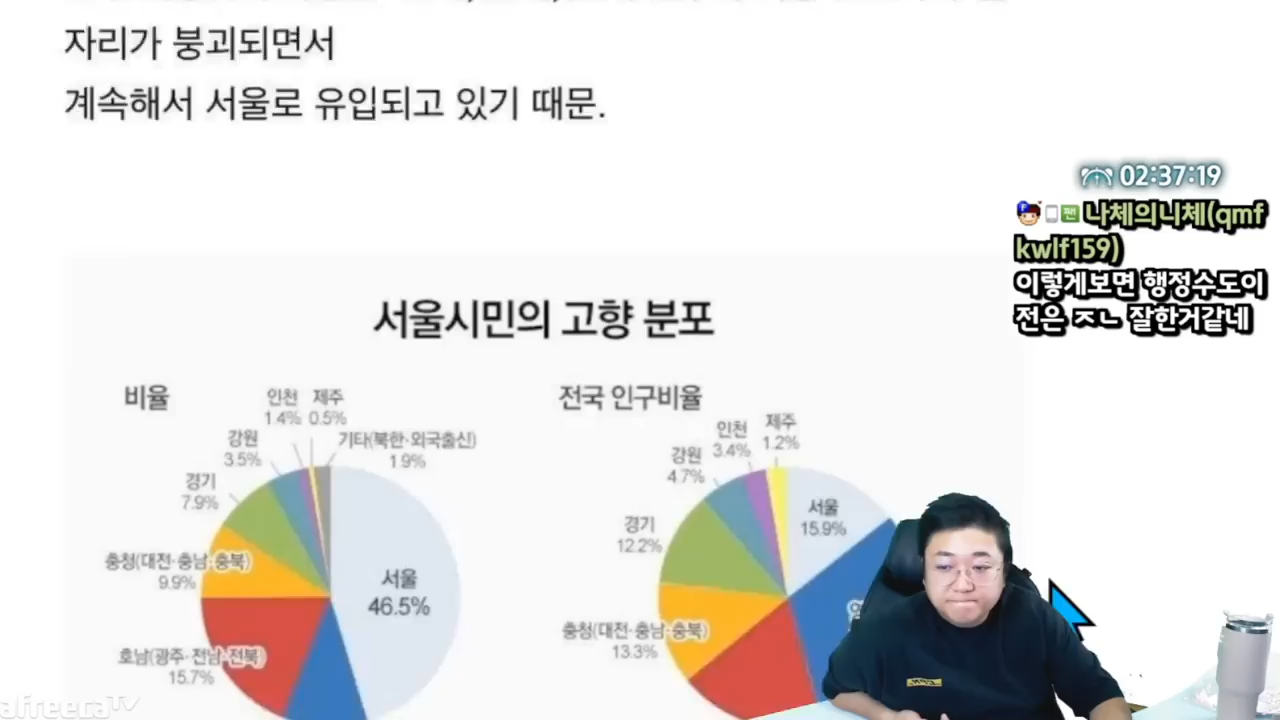 자리가 붕괴되면서
계속해서 서울로 유입되고 있기 때문.
02:37:19
팬 나체의니체(qmf
kwlf159)
이렇게보면 행정수도이
전은 ㅈㄴ 잘한거같네
서울시민의 고향 분포
비율
인천
1.4%
제주
0.5%
기타(북한·외국출신)
1.9%
강원
3.5%
경기
7.9%
충청(대전·충남·충북)
9.9%
호남(광주·전남·전북)
15.7%
서울
46.5%
전국 인구비율
제주
1.2%
인천
3.4%
강원
4.7%
경기
12.2%
충청(대전·충남·충북)
13.3%
서울
15.9%
afreecaTV